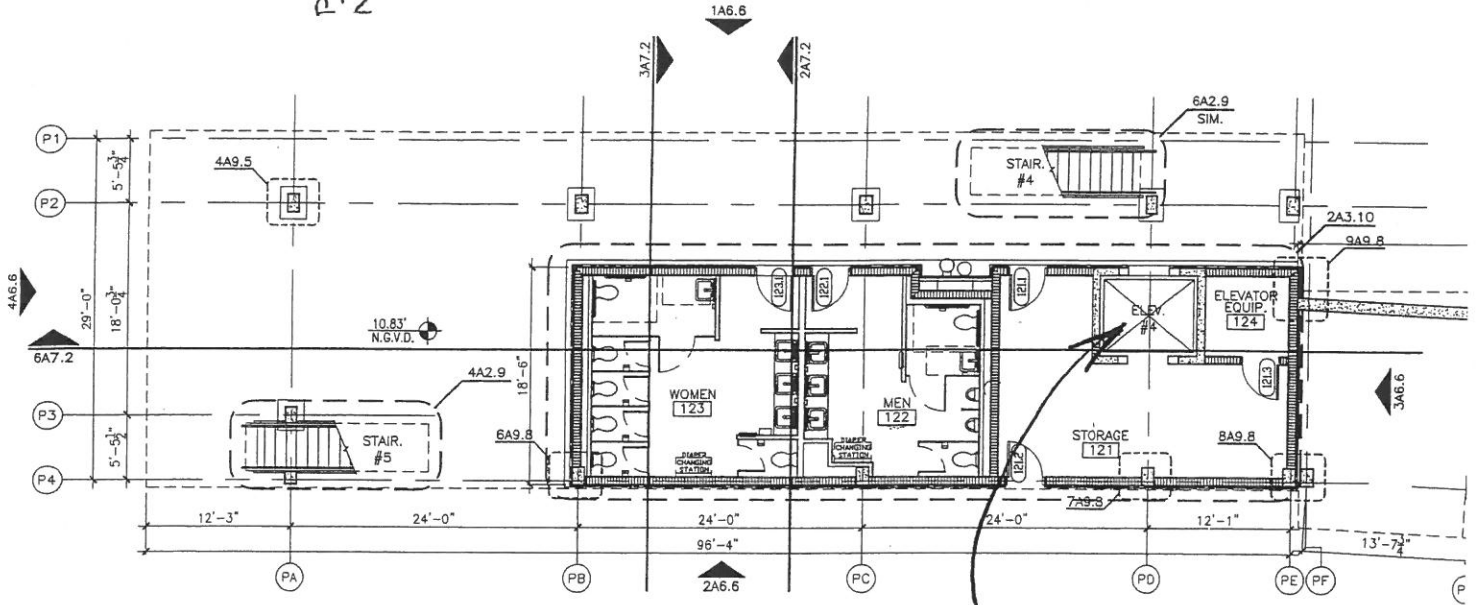 1A6.6
3A7.2
2A7.2
6A2.9
SIM.
P1
5'-5¾"
4A9.5
STAIR.
#4
P2
2A3.10
9A9.8
4A6.6
29'-0"
18'-0¾"
123.1
122.1
121.1
10.83'
N.G.V.D.
ELEV.
#4
ELEVATOR
EQUIP.
124
6A7.2
18'-6"
4A2.9
121.3
3A6.6
WOMEN
123
MEN
122
P3
5'-5½"
STAIR.
#5
6A9.8
DIAPER
CHANGING
STATION
DIAPER
CHANGING
STATION
121.2
STORAGE
121
8A9.8
P4
7A9.8
12'-3"
24'-0"
24'-0"
24'-0"
12'-1"
96'-4"
13'-7¾"
PA
PB
2A6.6
PC
PD
PE
PF